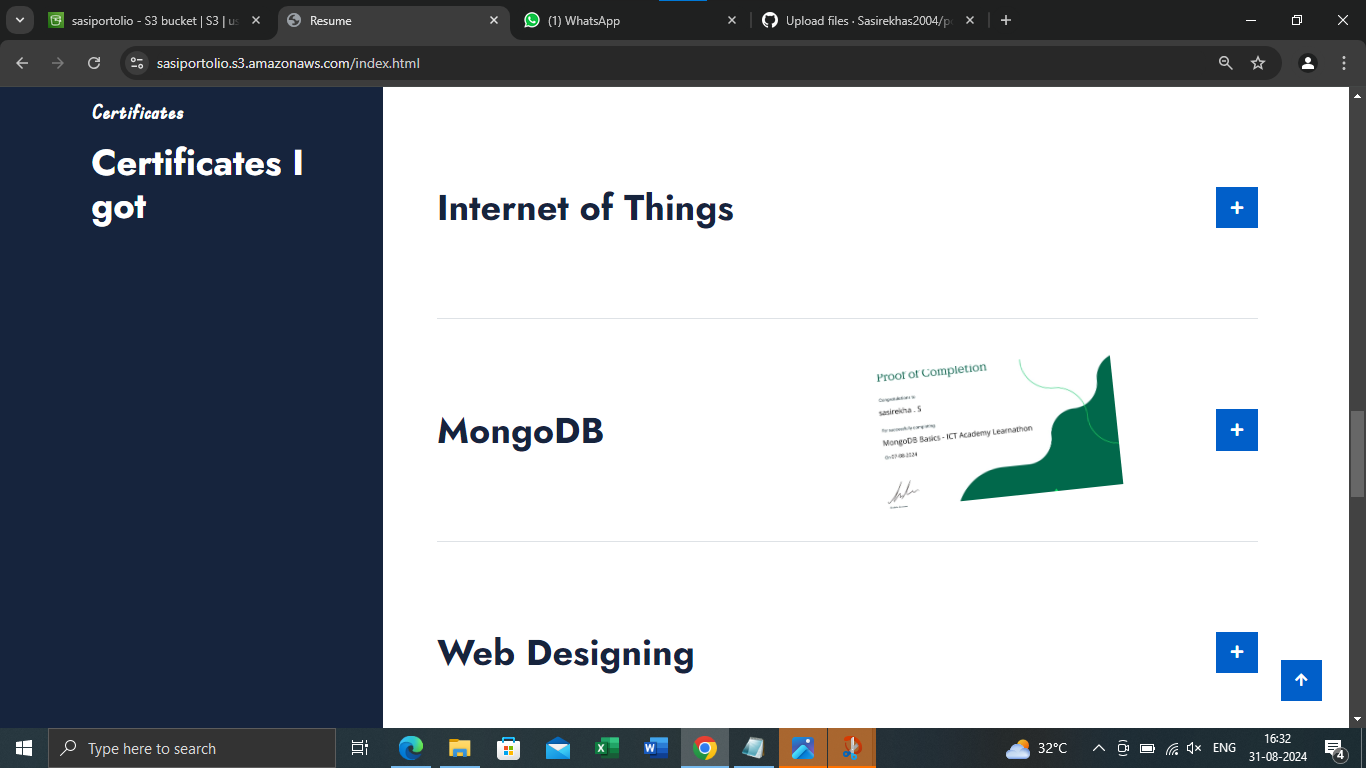 sasiportolio - S3 bucket | S3 | us
Resume
(1) WhatsApp
Upload files · Sasirekhas2004/po
sasiportolio.s3.amazonaws.com/index.html
Certificates
Certificates I
got
Internet of Things
+
Proof of Completion
Congratulations to
sasirekha . S
For successfully completing
MongoDB Basics - ICT Academy Learnathon
On 07-08-2024
MongoDB
+
Web Designing
+
Type here to search
32°C
ENG
16:32
31-08-2024
4